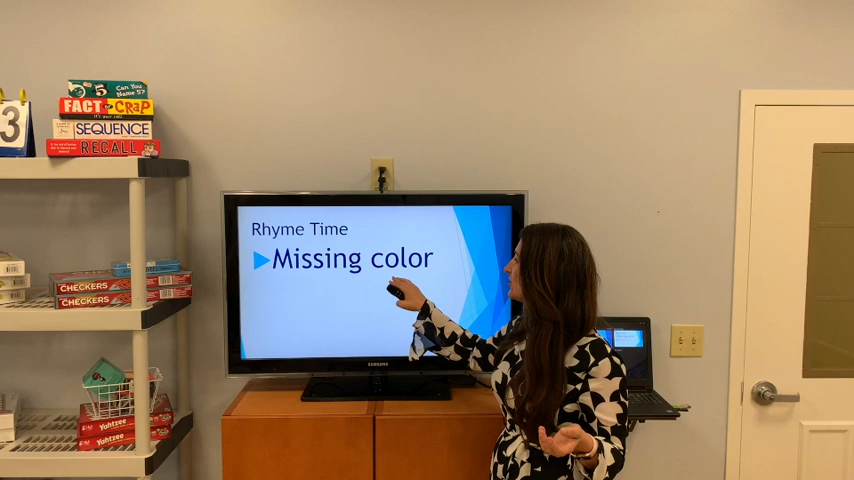 Can You
5 Name 5?
FACT or CRAP
SEQUENCE
RECALL
3
CHECKERS
CHECKERS
Yahtzee
Yahtzee
Rhyme Time
Missing color
SAMSUNG